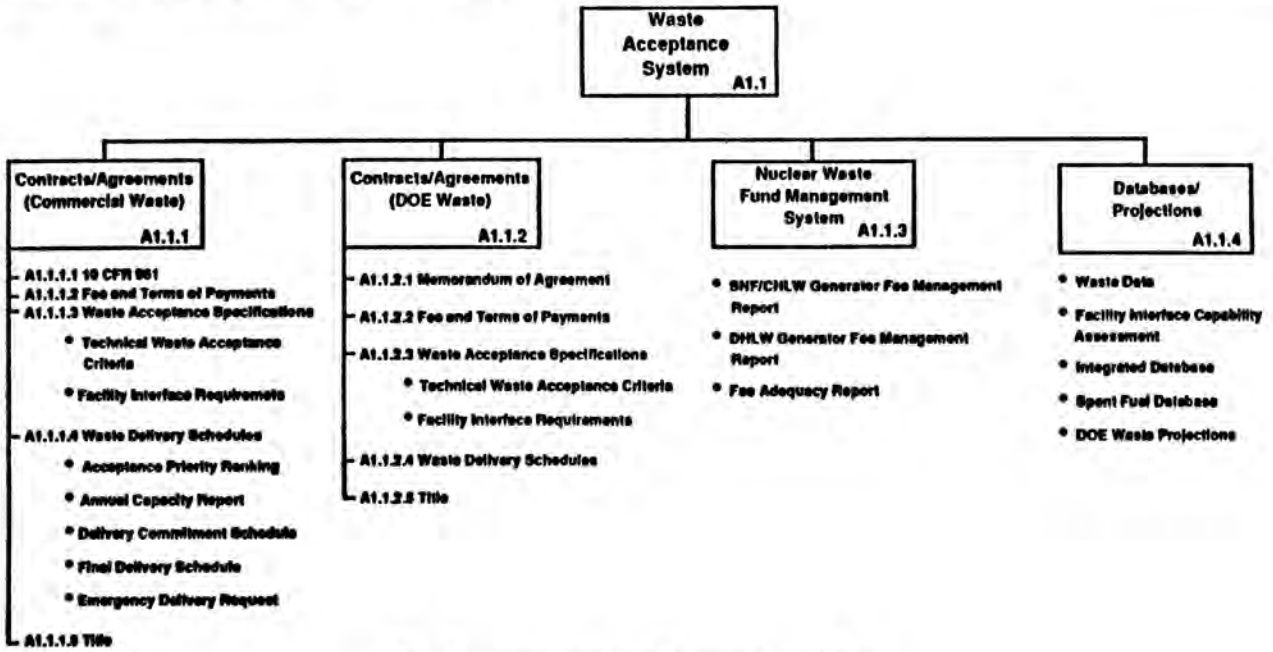 Waste
Acceptance
System
A1.1
Contracts/Agreements
(Commercial Waste)
A1.1.1
A1.1.1.1 10 CFR 961
A1.1.1.2 Fee and Terms of Payments
A1.1.1.3 Waste Acceptance Specifications
• Technical Waste Acceptance
Criteria
• Facility Interface Requiremets
A1.1.1.4 Waste Delivery Schedules
• Acceptance Priority Ranking
• Annual Capacity Report
• Delivery Commitment Schedule
• Final Delivery Schedule
• Emergency Delivery Request
A1.1.1.5 Title
Contracts/Agreements
(DOE Waste)
A1.1.2
A1.1.2.1 Memorandum of Agreement
A1.1.2.2 Fee and Terms of Payments
A1.1.2.3 Waste Acceptance Specifications
• Technical Waste Acceptance Criteria
• Facility Interface Requirements
A1.1.2.4 Waste Delivery Schedules
A1.1.2.5 Title
Nuclear Waste
Fund Management
System
A1.1.3
• SNF/CHLW Generator Fee Management
Report
• DHLW Generator Fee Management
Report
• Fee Adequacy Report
Databases/
Projections
A1.1.4
• Waste Data
• Facility Interface Capability
Assessment
• Integrated Database
• Spent Fuel Database
• DOE Waste Projections